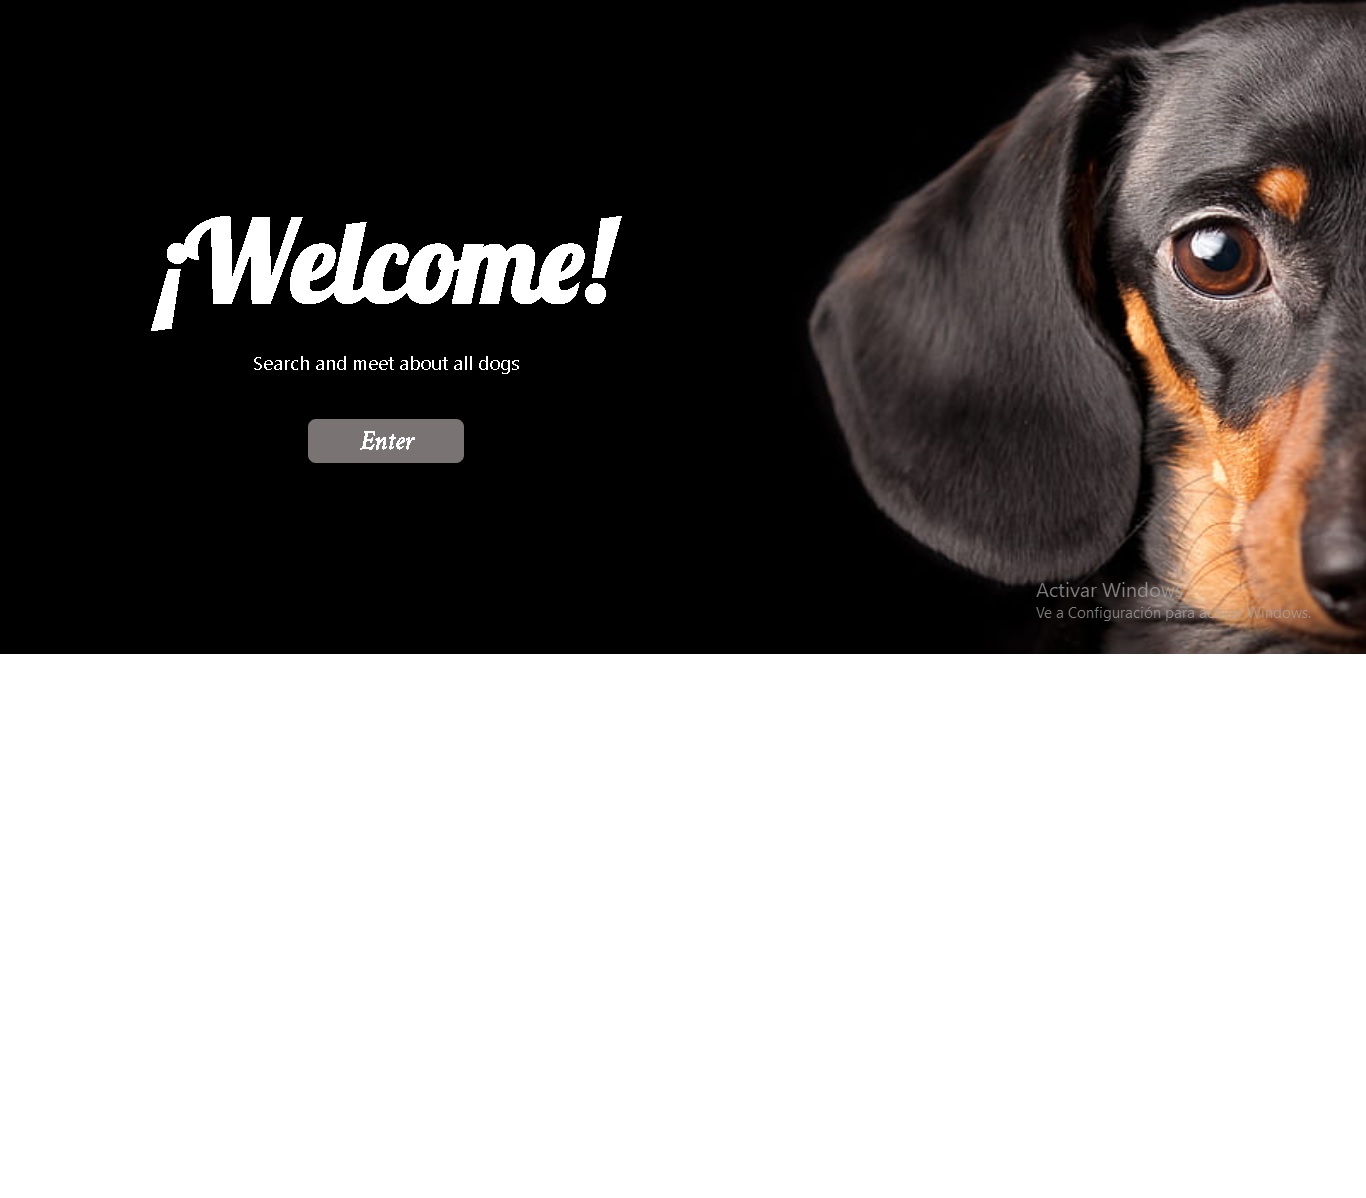 ¡Welcome!
Search and meet about all dogs
Enter
Activar Windows
Ve a Configuración para activar Windows.